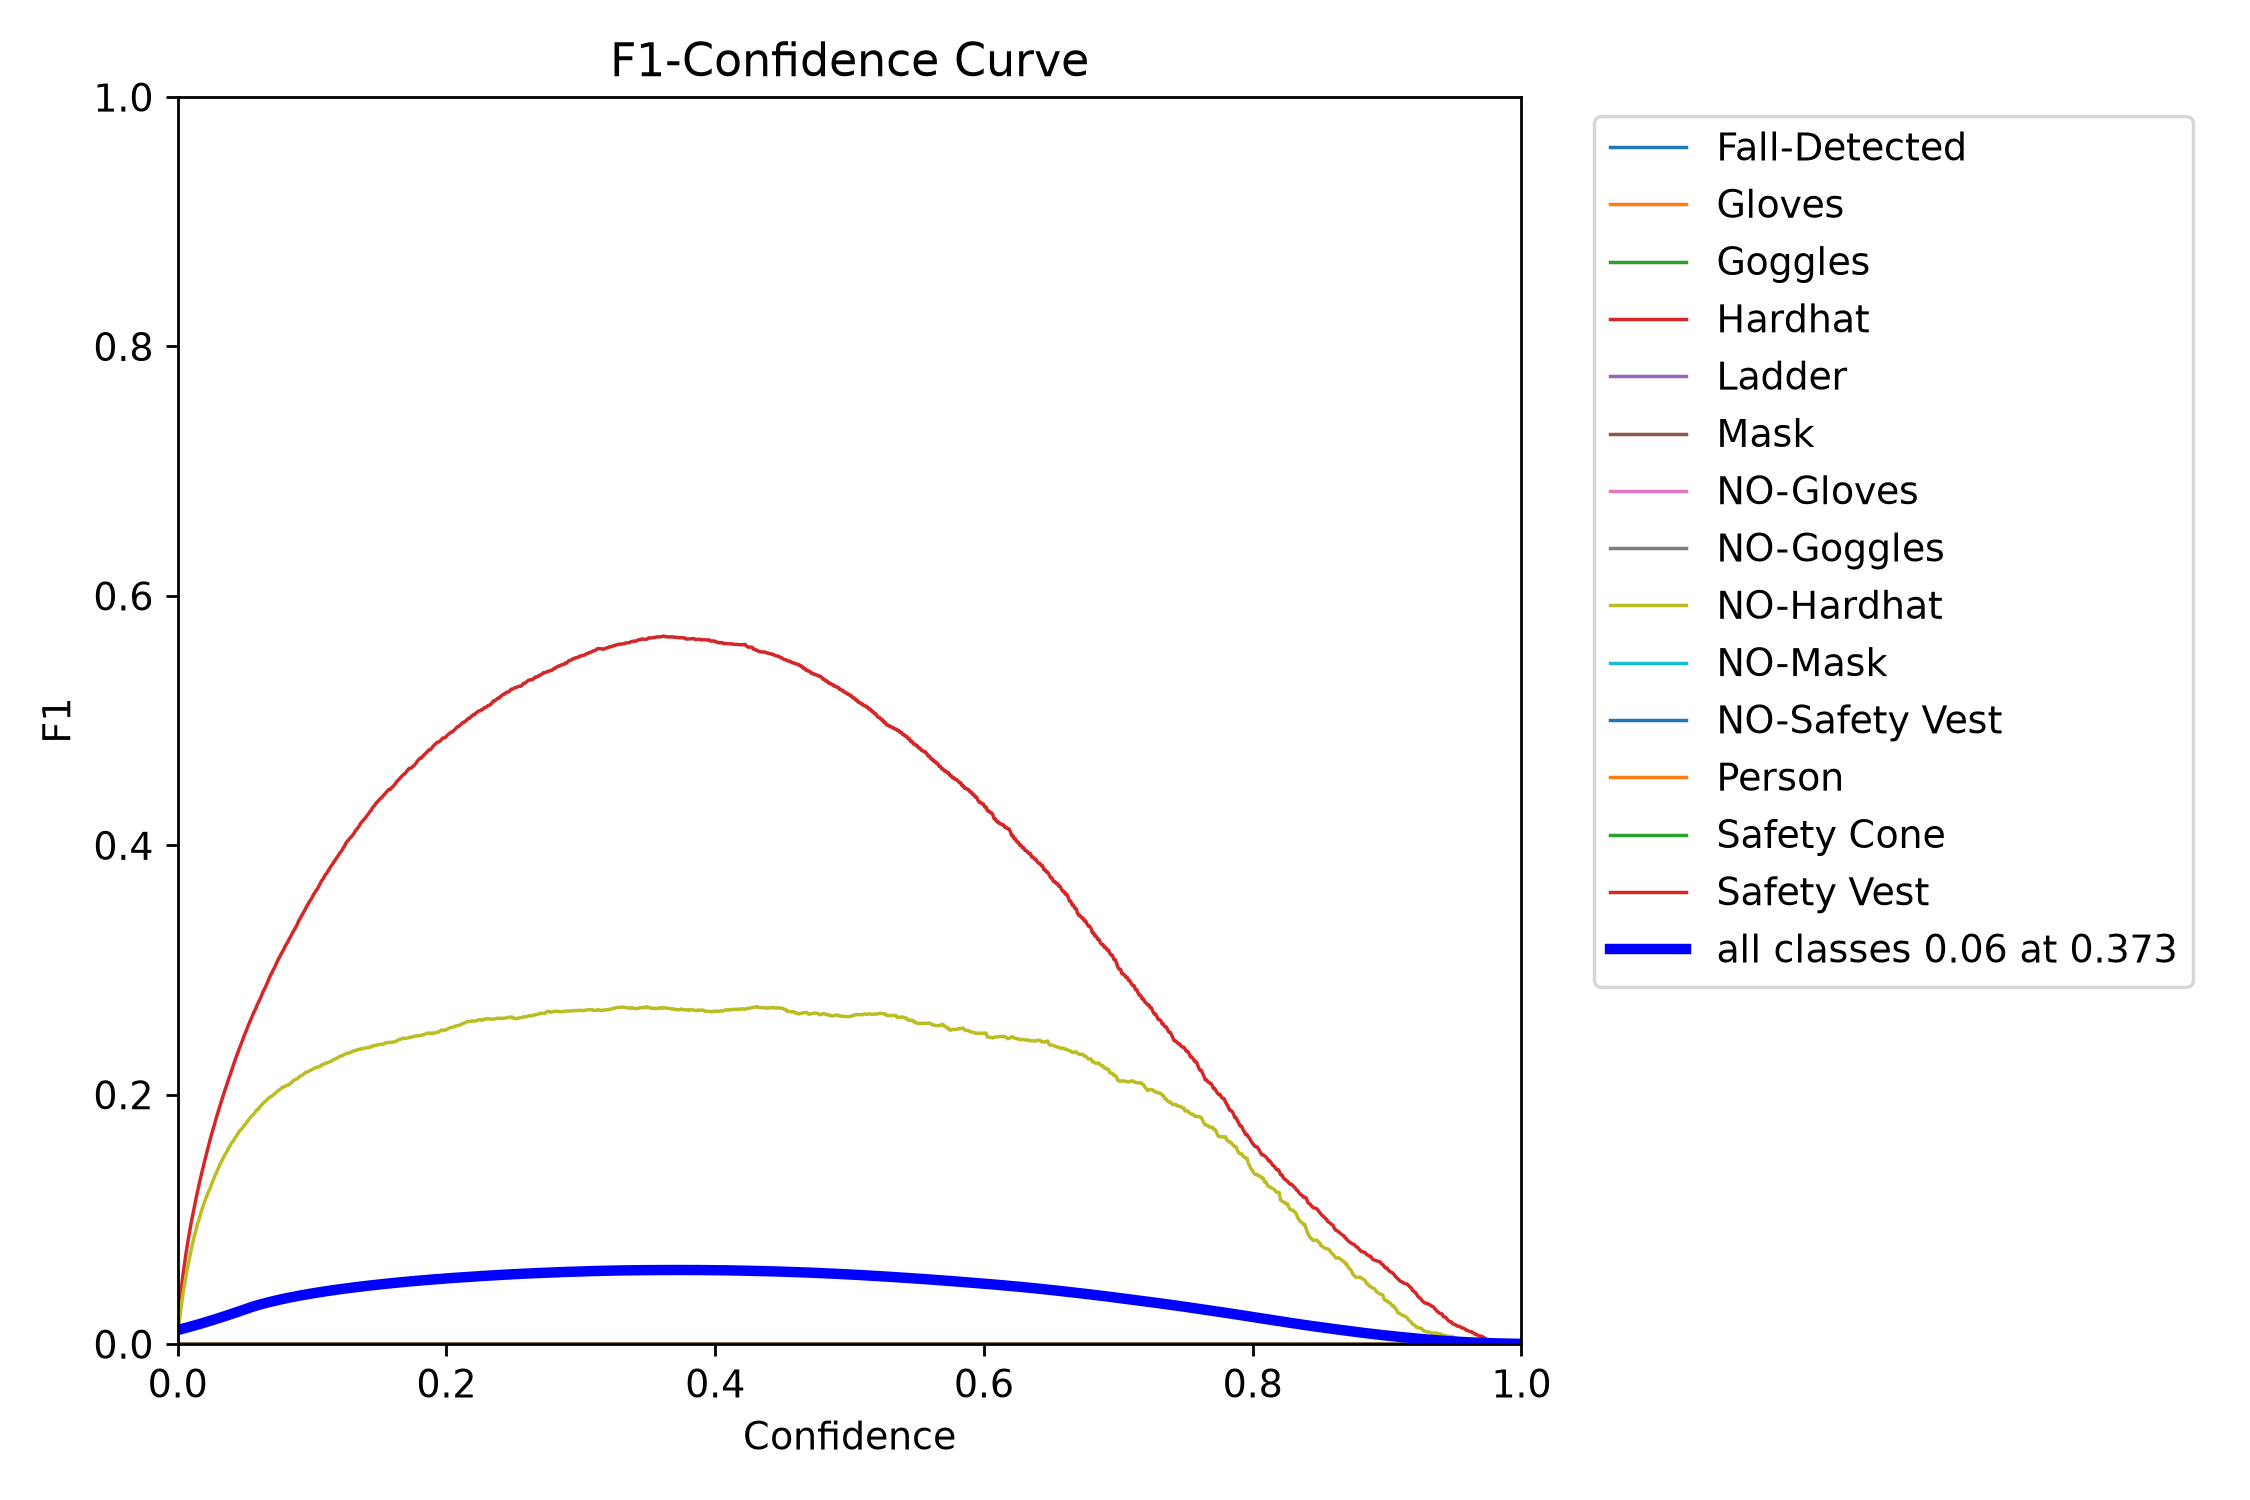 F1-Confidence Curve
1.0
0.8
0.6
0.4
0.2
0.0
F1
0.0 0.2 0.4 0.6 0.8 1.0
Confidence
Fall-Detected
Gloves
Goggles
Hardhat
Ladder
Mask
NO-Gloves
NO-Goggles
NO-Hardhat
NO-Mask
NO-Safety Vest
Person
Safety Cone
Safety Vest
all classes 0.06 at 0.373